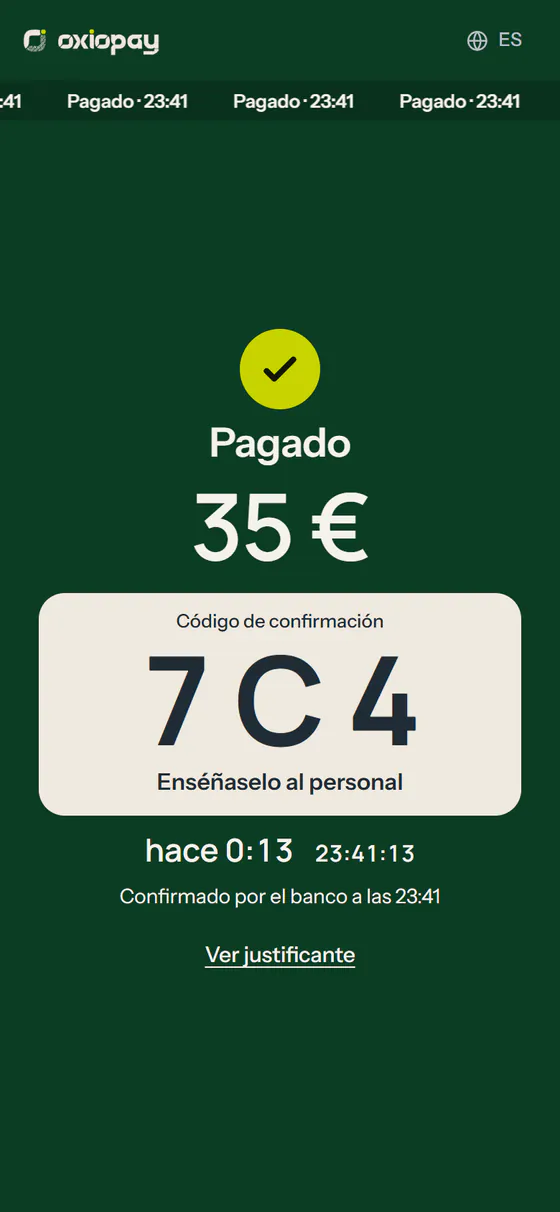 oxiopay
ES
:41 Pagado · 23:41 Pagado · 23:41 Pagado · 23:41
Pagado
35 €
Código de confirmación
7 C 4
Enséñaselo al personal
hace 0:13 23:41:13
Confirmado por el banco a las 23:41
Ver justificante